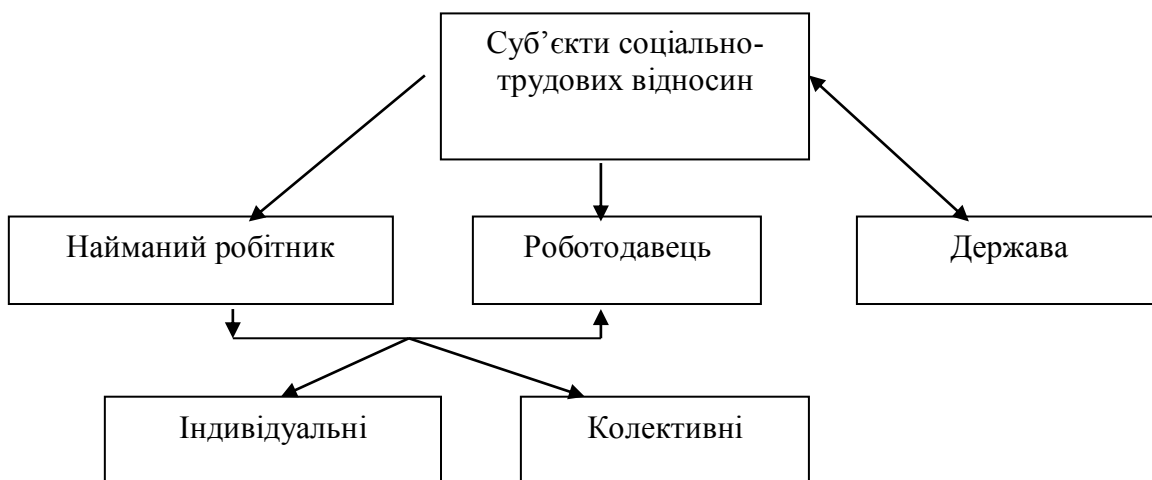 Суб’єкти соціально-
трудових відносин
Найманий робітник
Роботодавець
Держава
Індивідуальні
Колективні